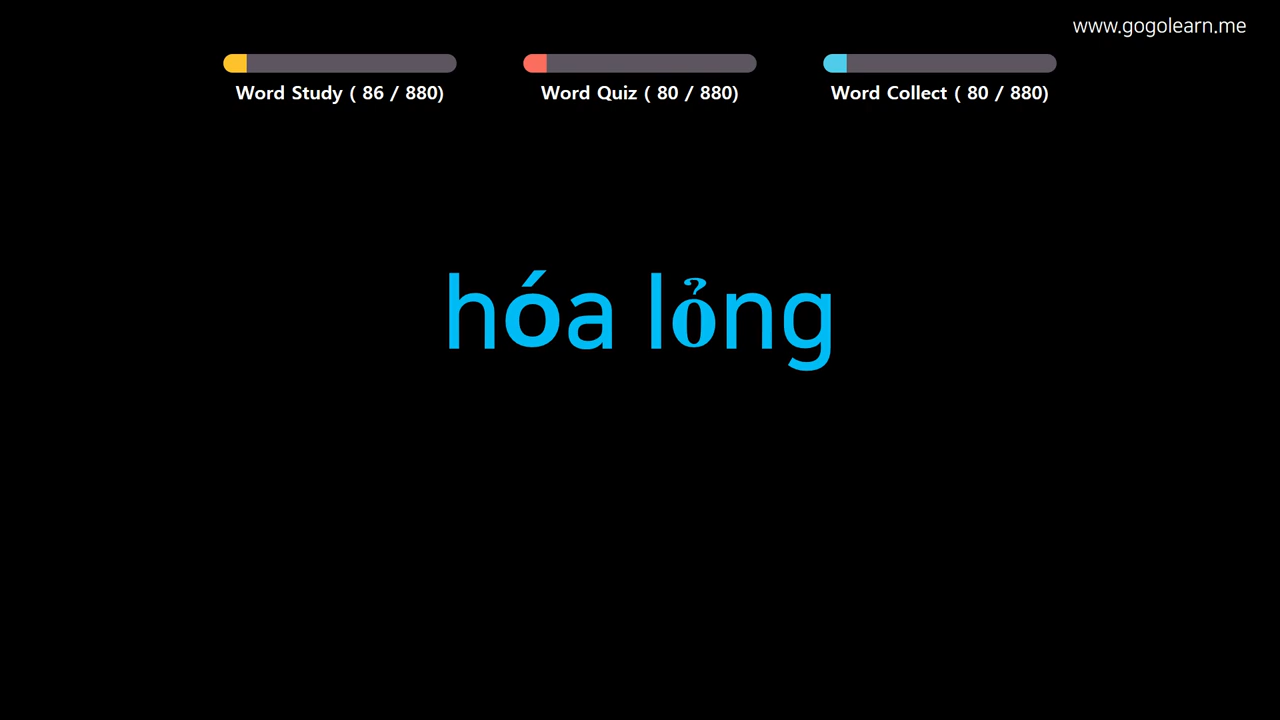 www.gogolearn.me
Word Study ( 86 / 880)
Word Quiz ( 80 / 880)
Word Collect ( 80 / 880)
hóa lỏng